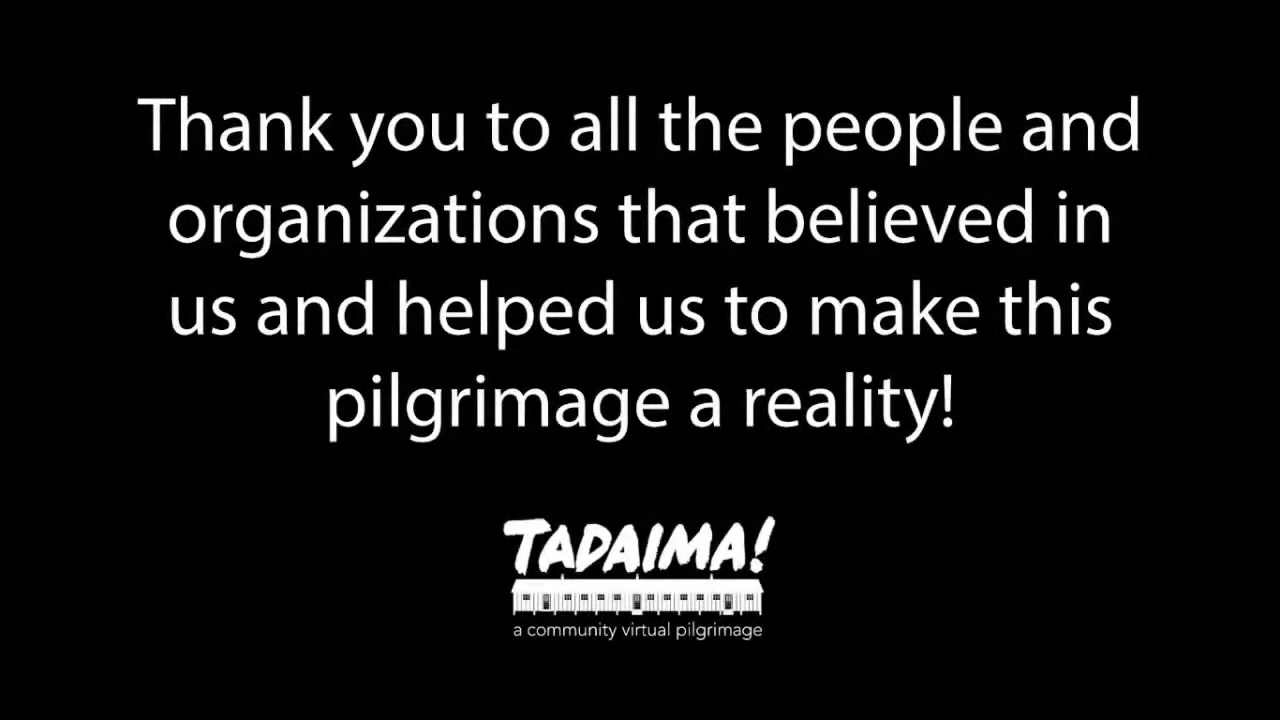 Thank you to all the people and
organizations that believed in
us and helped us to make this
pilgrimage a reality!
TADAIMA!
a community virtual pilgrimage